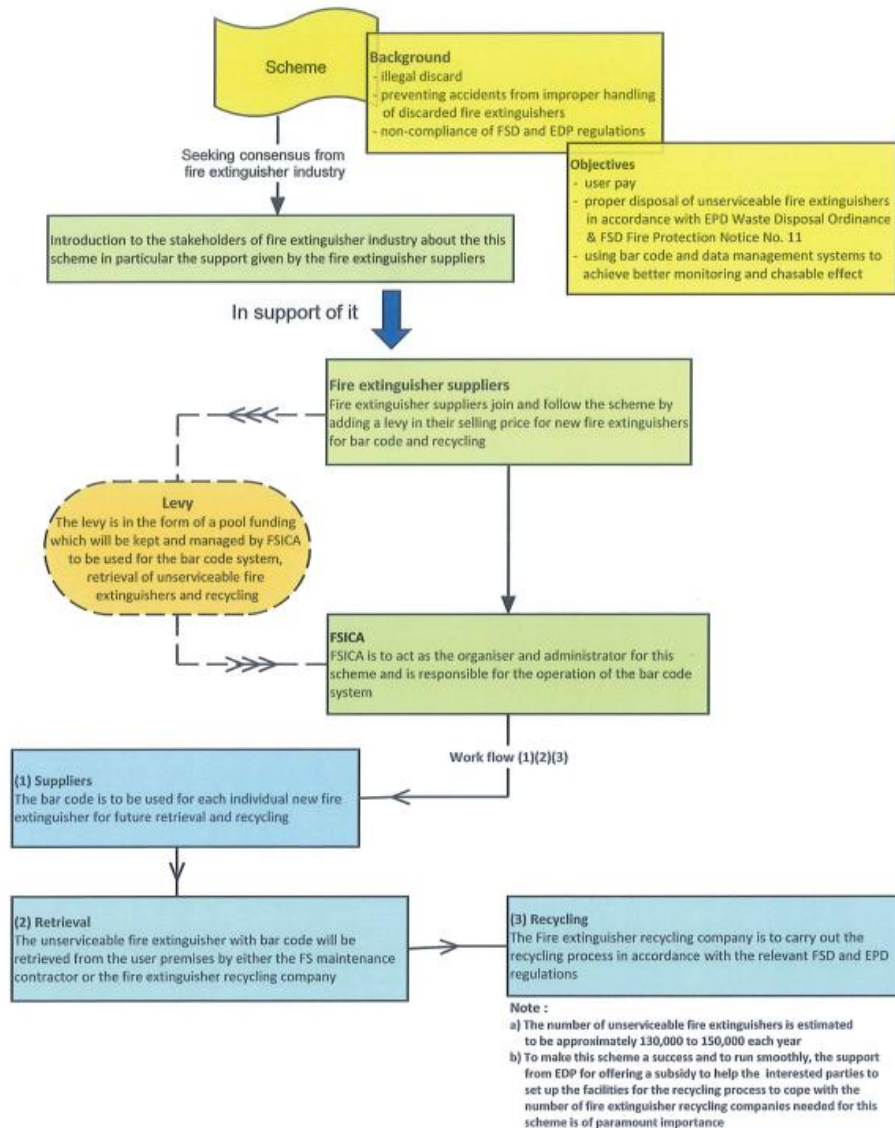 Scheme
Background
- illegal discard
- preventing accidents from improper handling
of discarded fire extinguishers
- non-compliance of FSD and EDP regulations
Seeking consensus from
fire extinguisher industry
Objectives
- user pay
- proper disposal of unserviceable fire extinguishers
in accordance with EPD Waste Disposal Ordinance
& FSD Fire Protection Notice No. 11
- using bar code and data management systems to
achieve better monitoring and chasable effect
Introduction to the stakeholders of fire extinguisher industry about the this
scheme in particular the support given by the fire extinguisher suppliers
In support of it
Fire extinguisher suppliers
Fire extinguisher suppliers join and follow the scheme by
adding a levy in their selling price for new fire extinguishers
for bar code and recycling
Levy
The levy is in the form of a pool funding
which will be kept and managed by FSICA
to be used for the bar code system,
retrieval of unserviceable fire
extinguishers and recycling
FSICA
FSICA is to act as the organiser and administrator for this
scheme and is responsible for the operation of the bar code
system
Work flow (1)(2)(3)
(1) Suppliers
The bar code is to be used for each individual new fire
extinguisher for future retrieval and recycling
(2) Retrieval
The unserviceable fire extinguisher with bar code will be
retrieved from the user premises by either the FS maintenance
contractor or the fire extinguisher recycling company
(3) Recycling
The Fire extinguisher recycling company is to carry out the
recycling process in accordance with the relevant FSD and EPD
regulations
Note :
a) The number of unserviceable fire extinguishers is estimated
to be approximately 130,000 to 150,000 each year
b) To make this scheme a success and to run smoothly, the support
from EDP for offering a subsidy to help the interested parties to
set up the facilities for the recycling process to cope with the
number of fire extinguisher recycling companies needed for this
scheme is of paramount importance